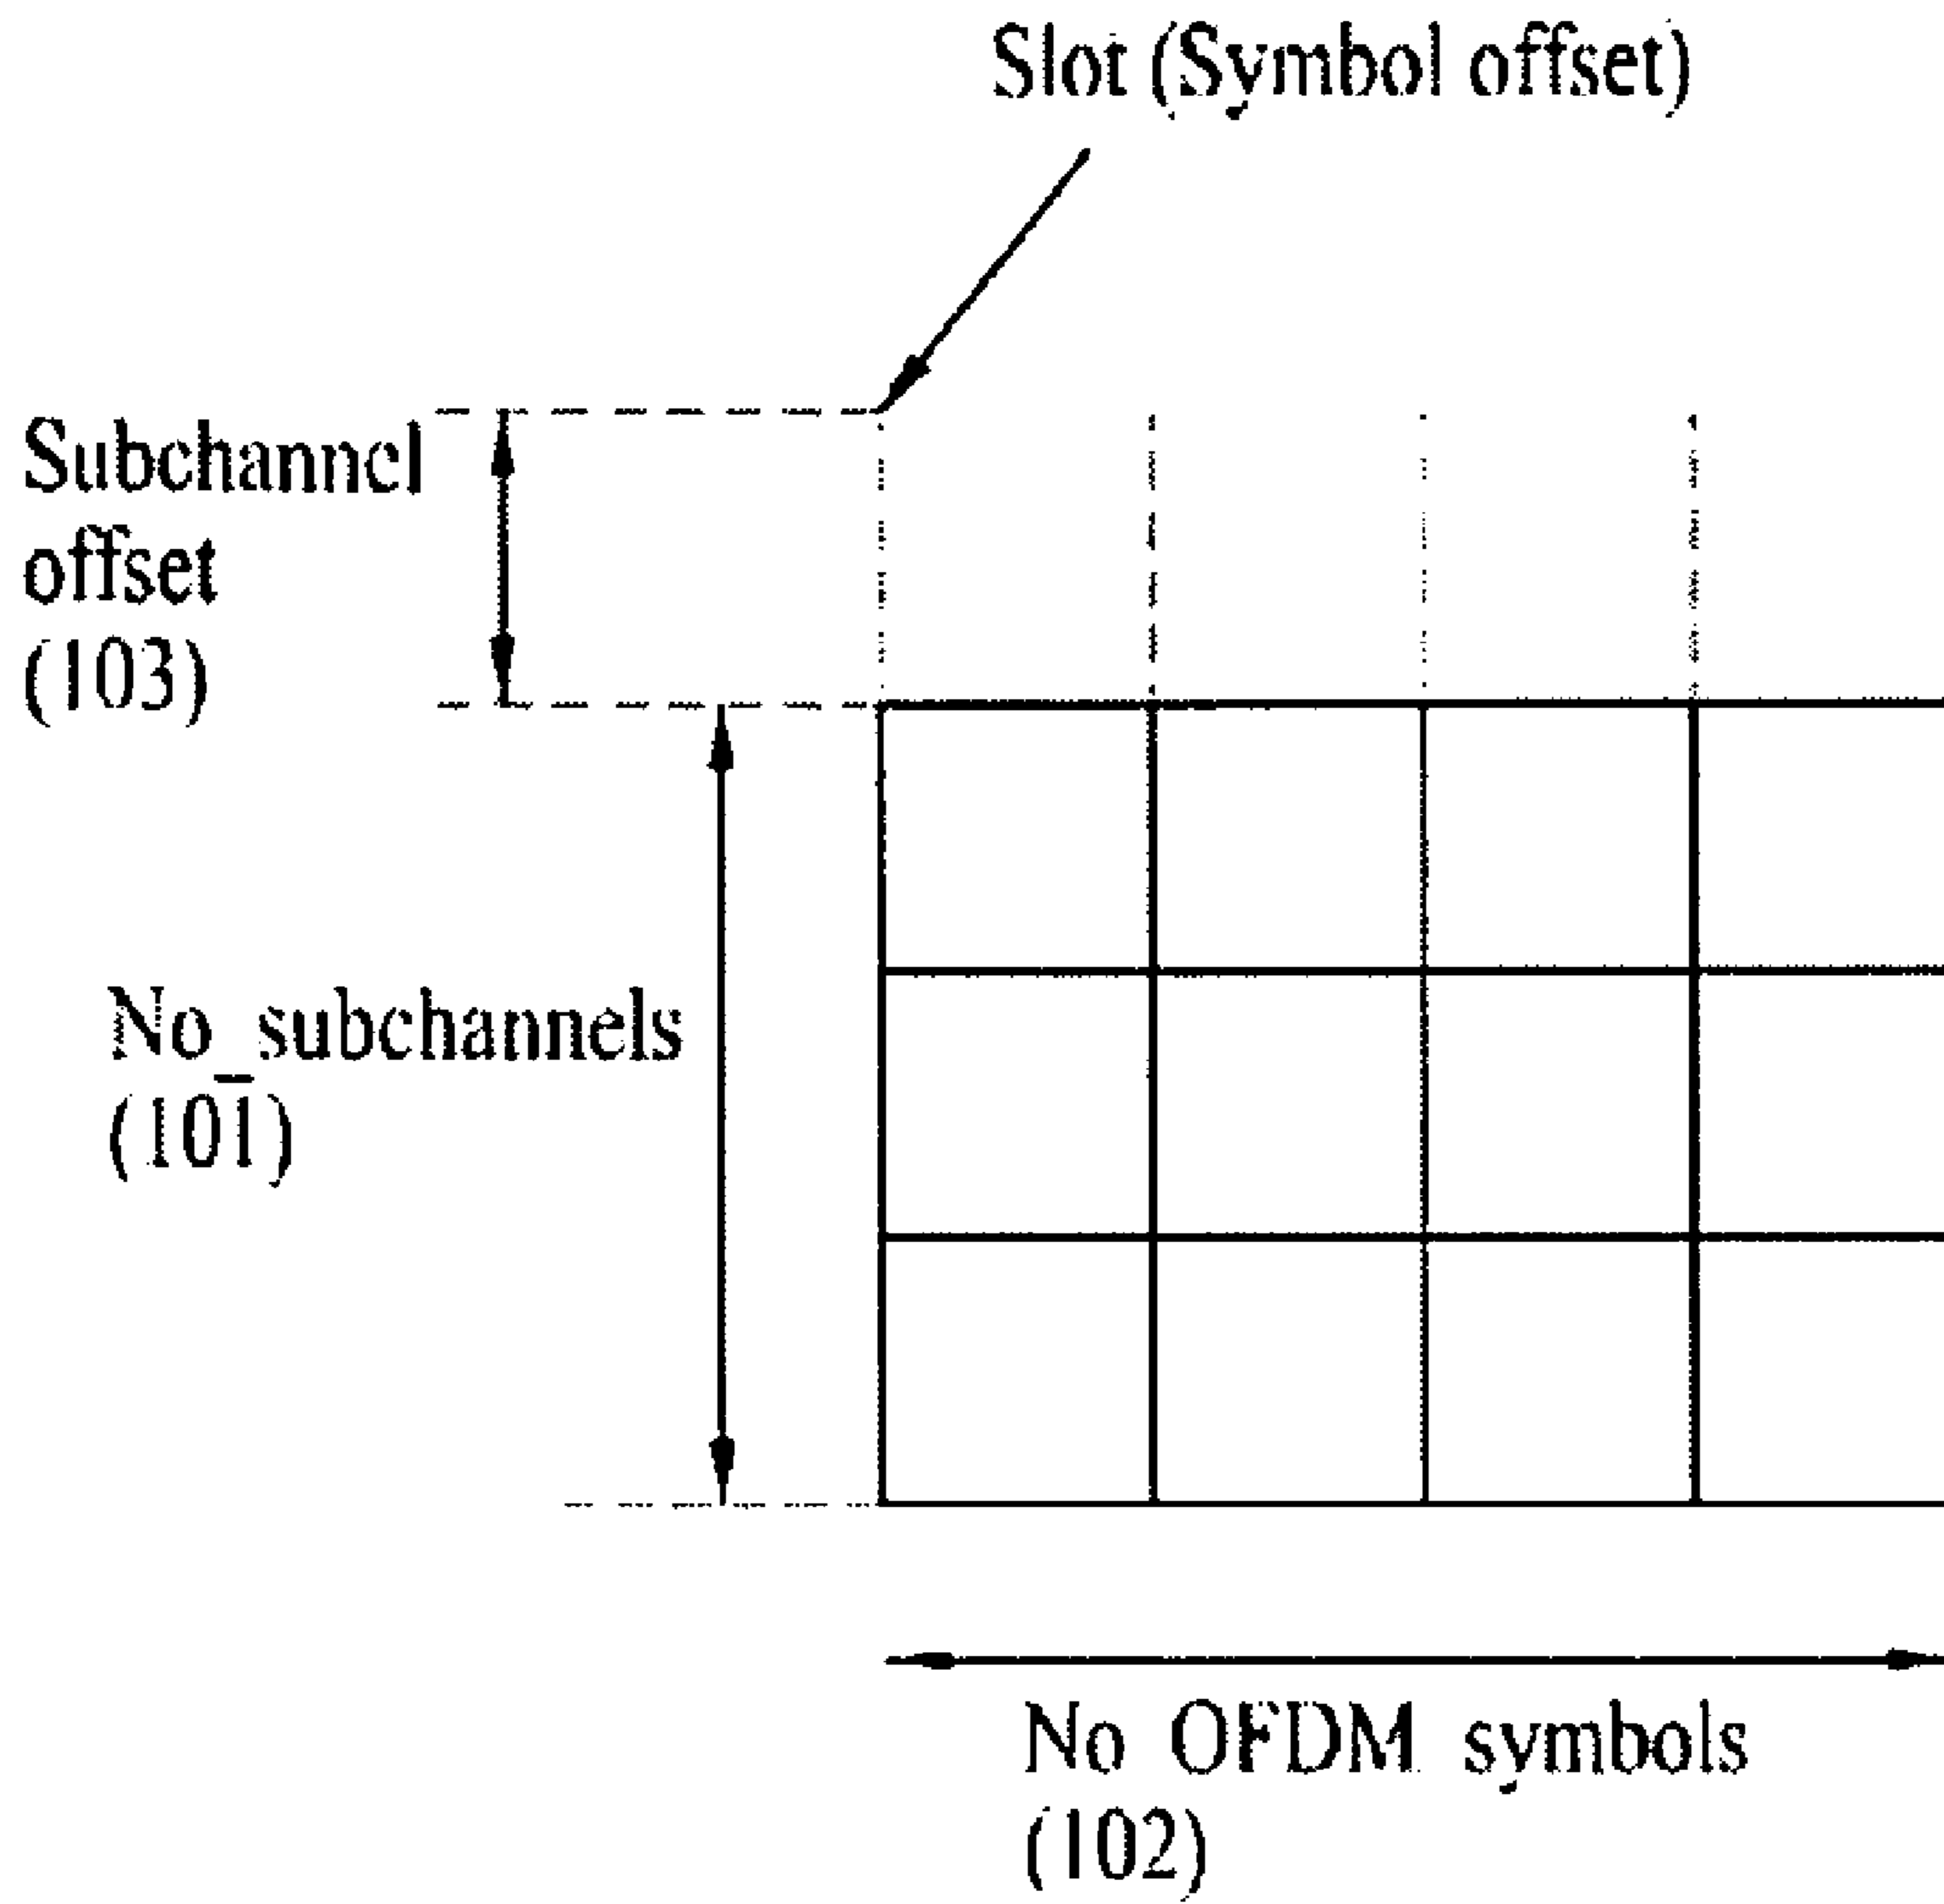 Slot (Symbol offset)
Subchannel
offset
(103)
No_subchannels
(101)
No OFDM symbols
(102)